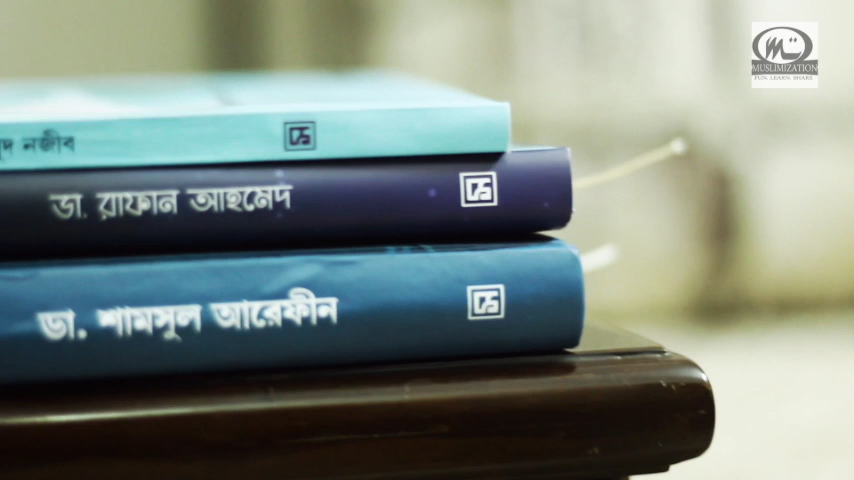 MUSLIMIZATION
FUN. LEARN. SHARE
নজীব
ডা. রাফান আহমেদ
ডা. শামসুল আরেফীন